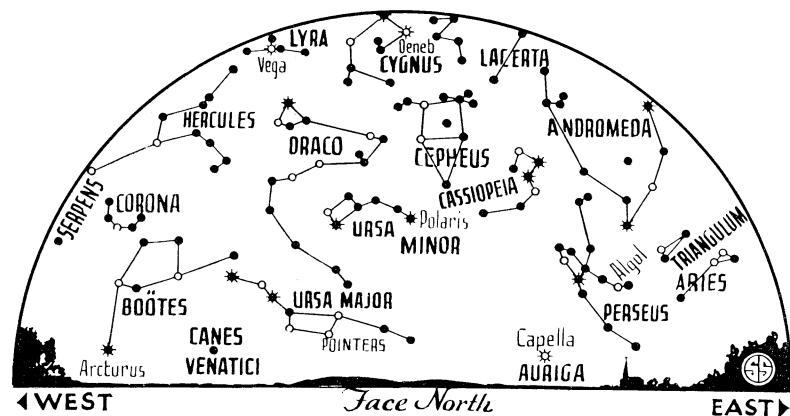 LYRA
Vega
Deneb
CYGNUS
LACERTA
HERCULES
DRACO
CEPHEUS
ANDROMEDA
CASSIOPEIA
SERPENS
CORONA
URSA
MINOR
Polaris
TRIANGULUM
ARIES
Algol
PERSEUS
BOÖTES
URSA MAJOR
POINTERS
CANES
VENATICI
Arcturus
Capella
AURIGA
WEST
Face North
EAST